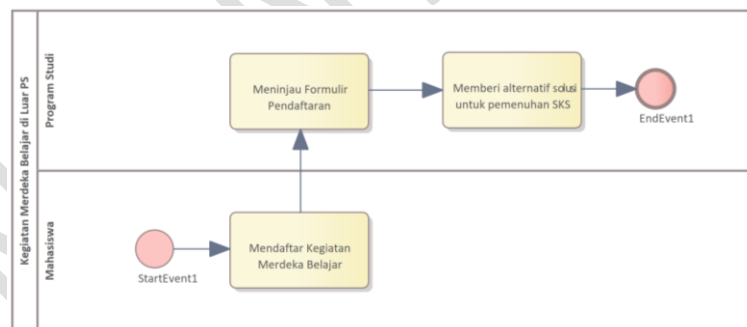 Kegiatan Merdeka Belajar di Luar PS
Program Studi
Meninjau Formulir
Pendaftaran
Memberi alternatif solusi
untuk pemenuhan SKS
EndEvent1
Mahasiswa
StartEvent1
Mendaftar Kegiatan
Merdeka Belajar